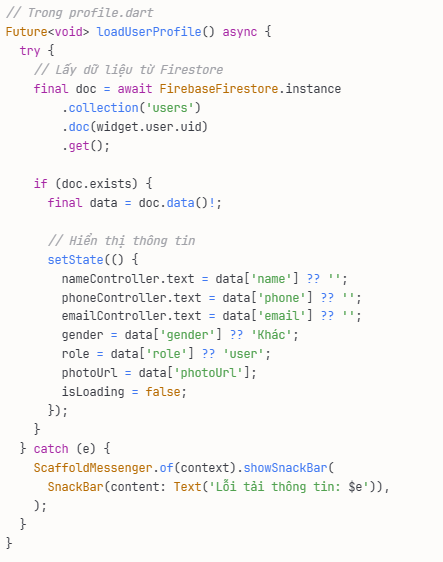 // Trong profile.dart
Future<void> loadUserProfile() async {
  try {
    // Lấy dữ liệu từ Firestore
    final doc = await FirebaseFirestore.instance
        .collection('users')
        .doc(widget.user.uid)
        .get();

    if (doc.exists) {
      final data = doc.data()!;

      // Hiển thị thông tin
      setState(() {
        nameController.text = data['name'] ?? '';
        phoneController.text = data['phone'] ?? '';
        emailController.text = data['email'] ?? '';
        gender = data['gender'] ?? 'Khác';
        role = data['role'] ?? 'user';
        photoUrl = data['photoUrl'];
        isLoading = false;
      });
    }
  } catch (e) {
    ScaffoldMessenger.of(context).showSnackBar(
      SnackBar(content: Text('Lỗi tải thông tin: $e')),
    );
  }
}